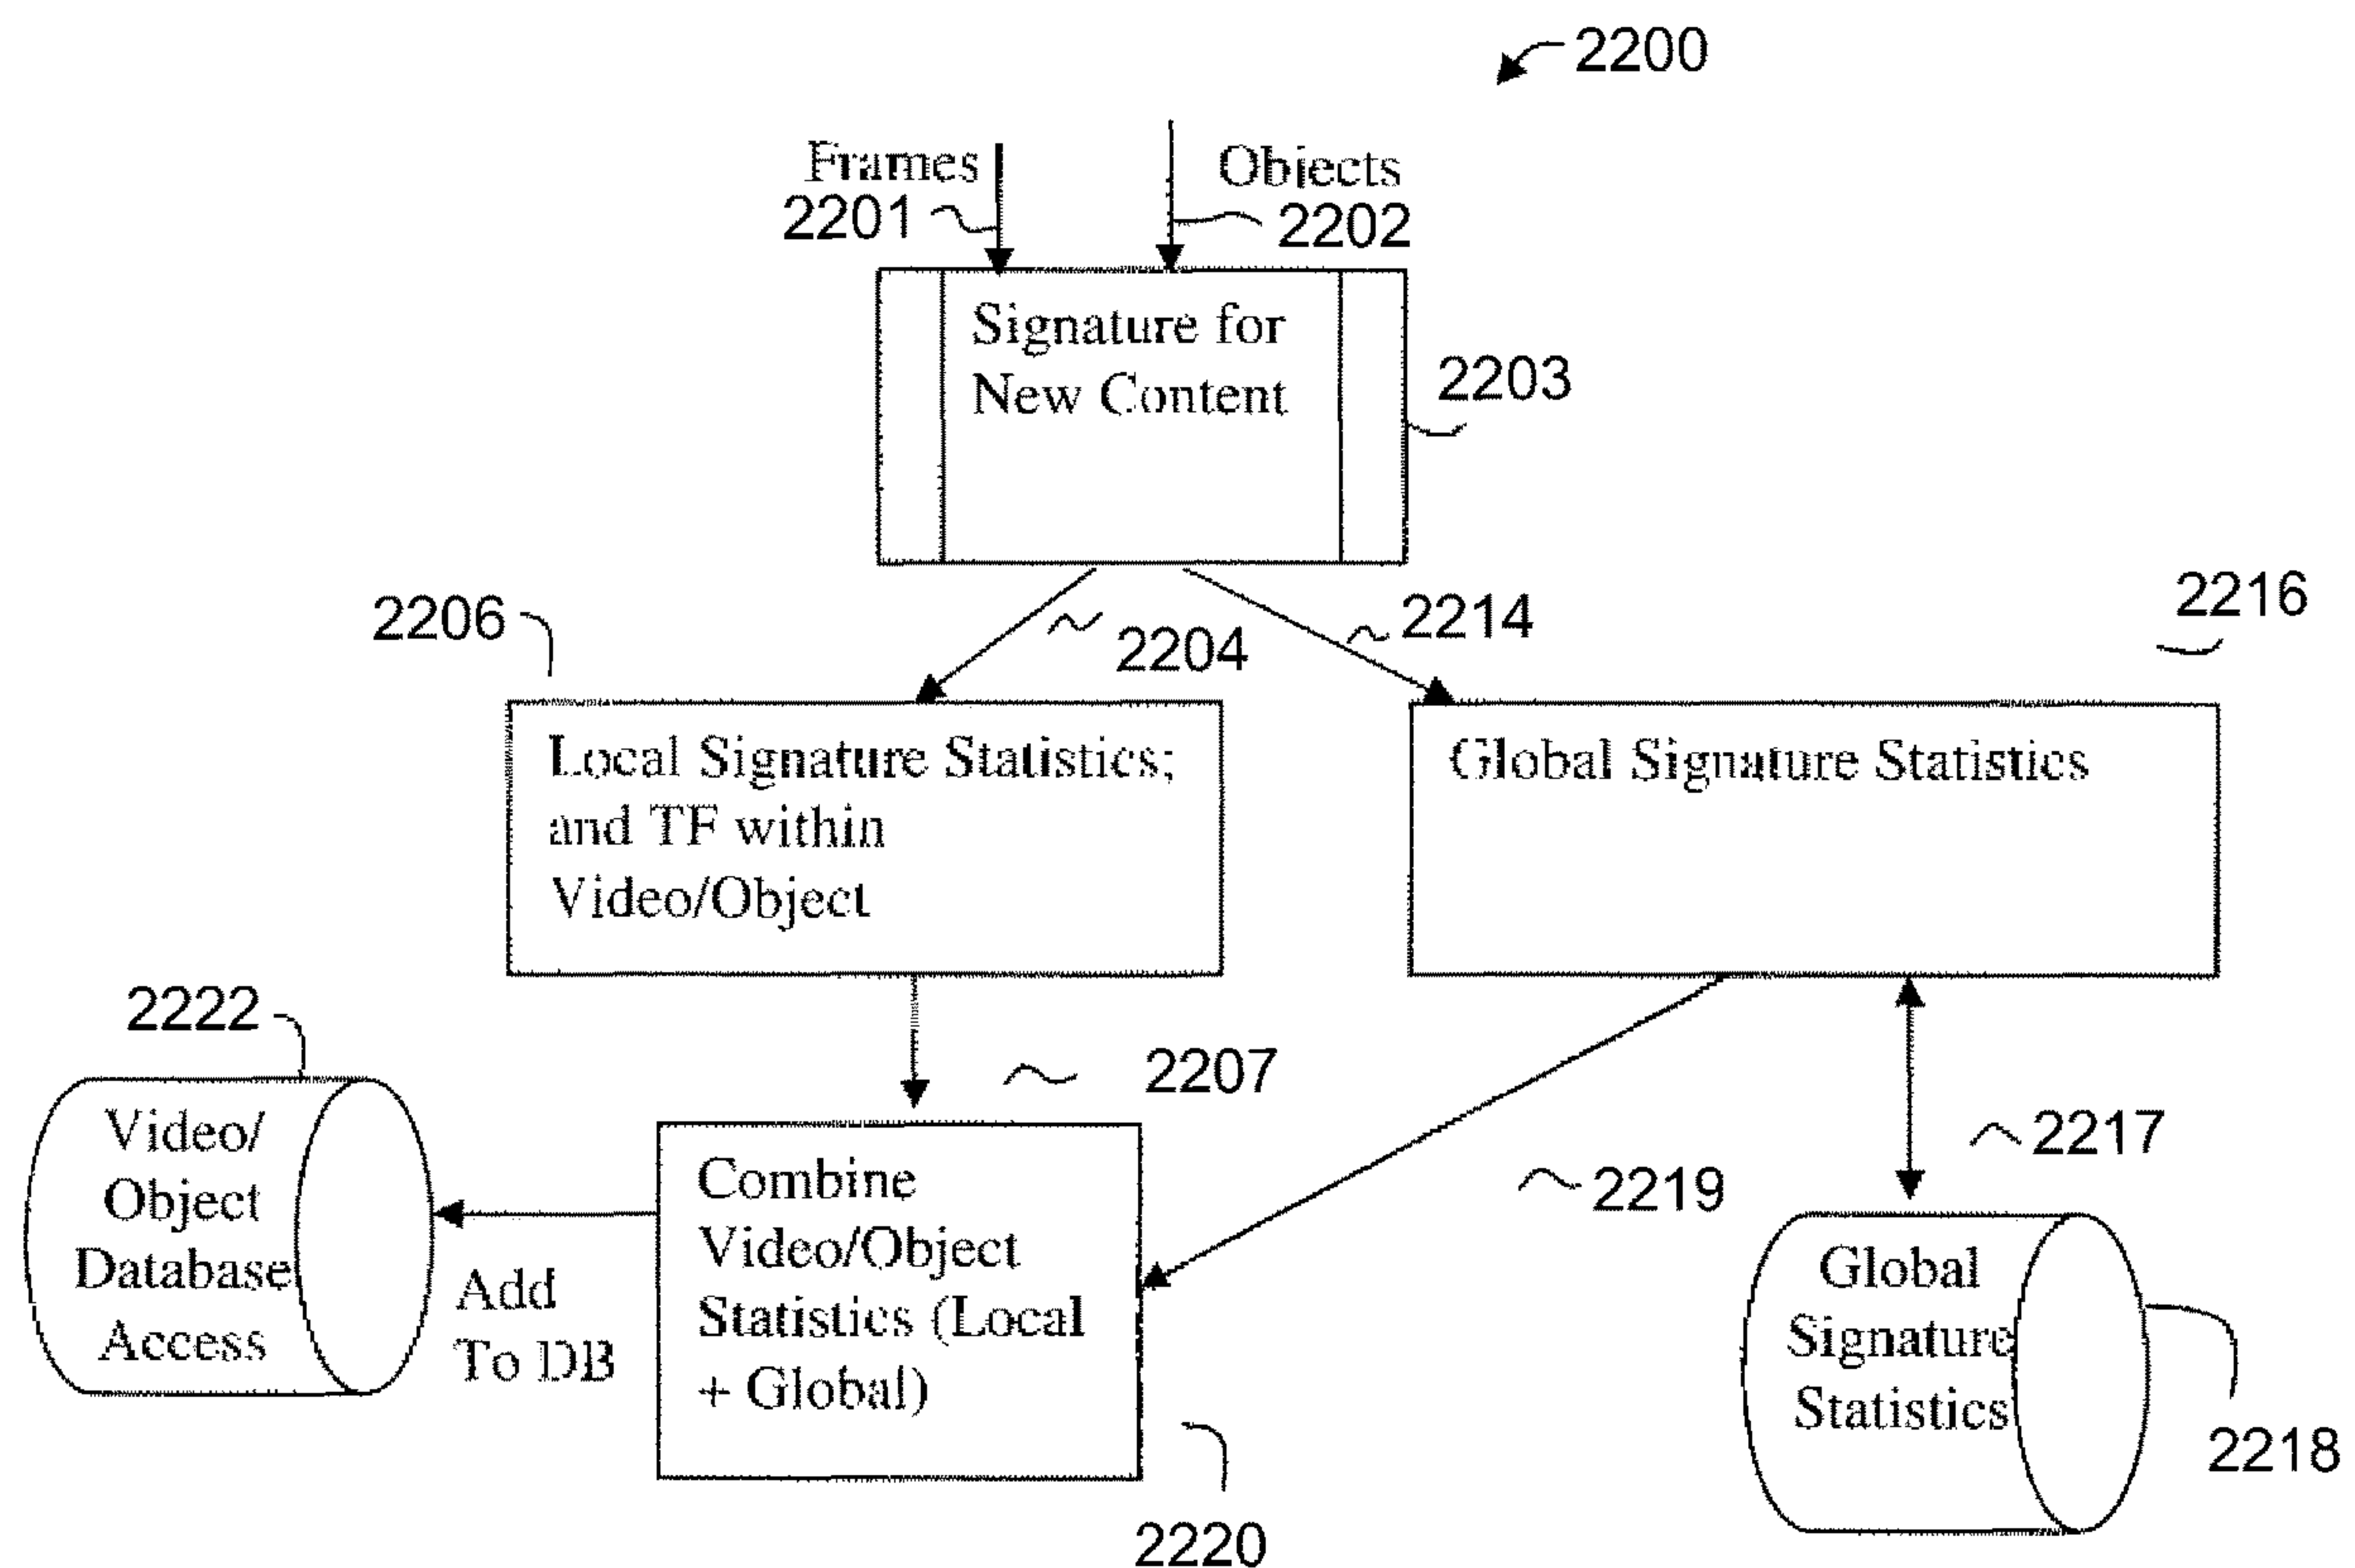 2200
Frames
Objects
2201
2202
Signature for
New Content
2203
2206
2204
2214
2216
Local Signature Statistics;
and TF within
Video/Object
Global Signature Statistics
2222
2207
2217
2219
Video/
Object
Database
Access
Add
To DB
Combine
Video/Object
Statistics (Local
+ Global)
Global
Signature
Statistics
2218
2220